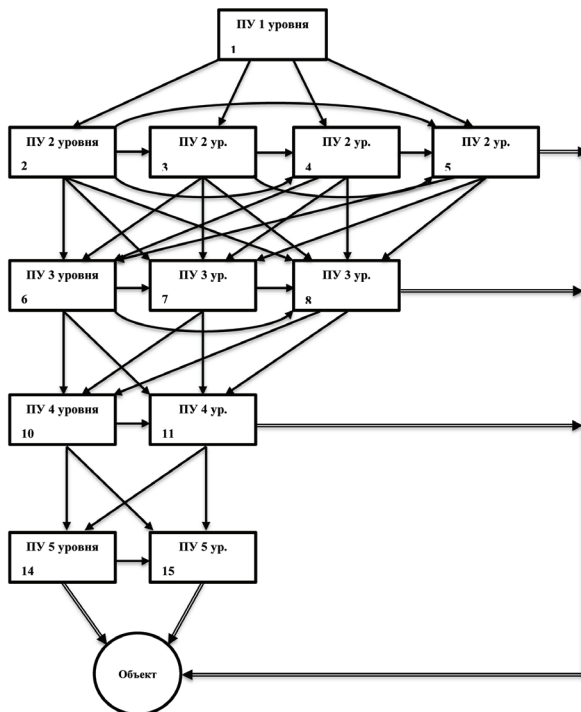 ПУ 1 уровня
1
ПУ 2 уровня
2
ПУ 2 ур.
3
ПУ 2 ур.
4
ПУ 2 ур.
5
ПУ 3 уровня
6
ПУ 3 ур.
7
ПУ 3 ур.
8
ПУ 4 уровня
10
ПУ 4 ур.
11
ПУ 5 уровня
14
ПУ 5 ур.
15
Объект